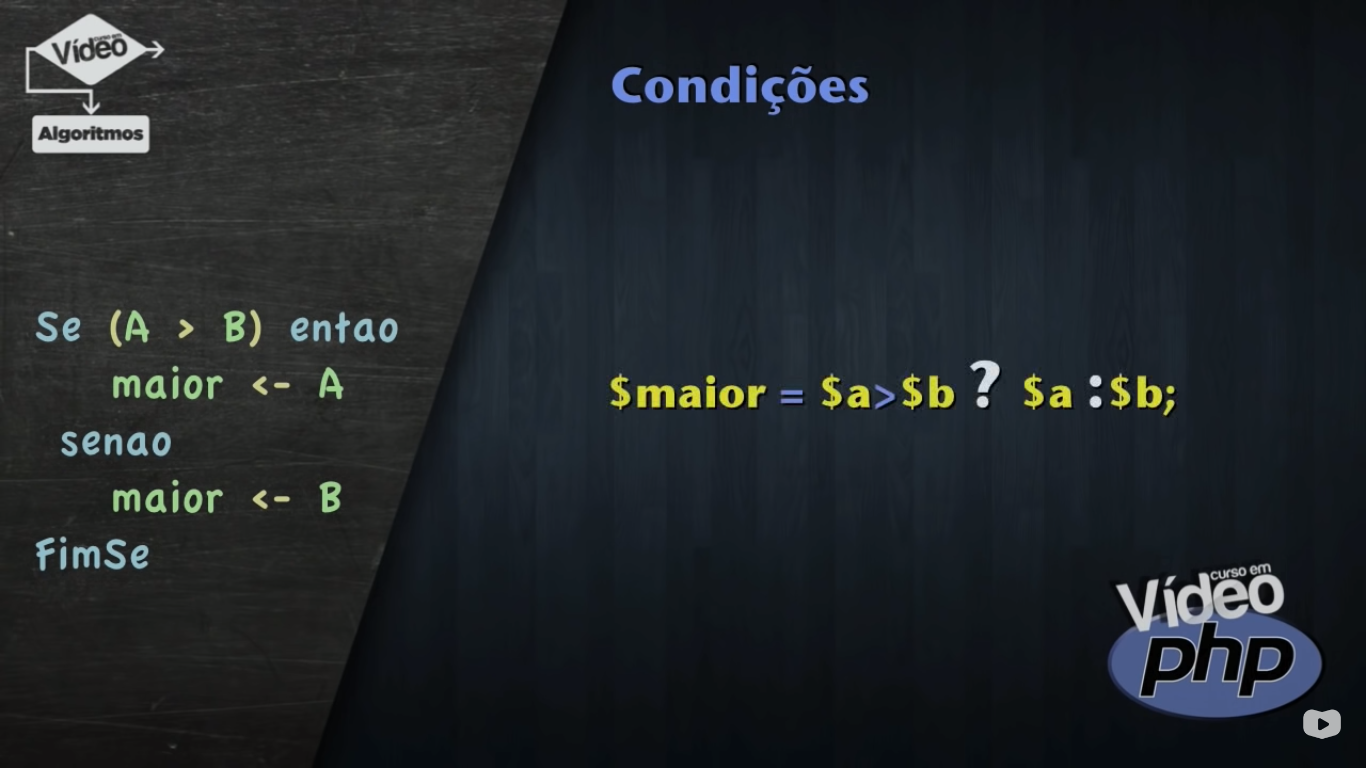 curso em
Vídeo
Algoritmos
Condições
Se (A > B) entao
maior <- A
senao
maior <- B
FimSe
$maior = $a>$b ? $a :$b;
curso em
Vídeo
php